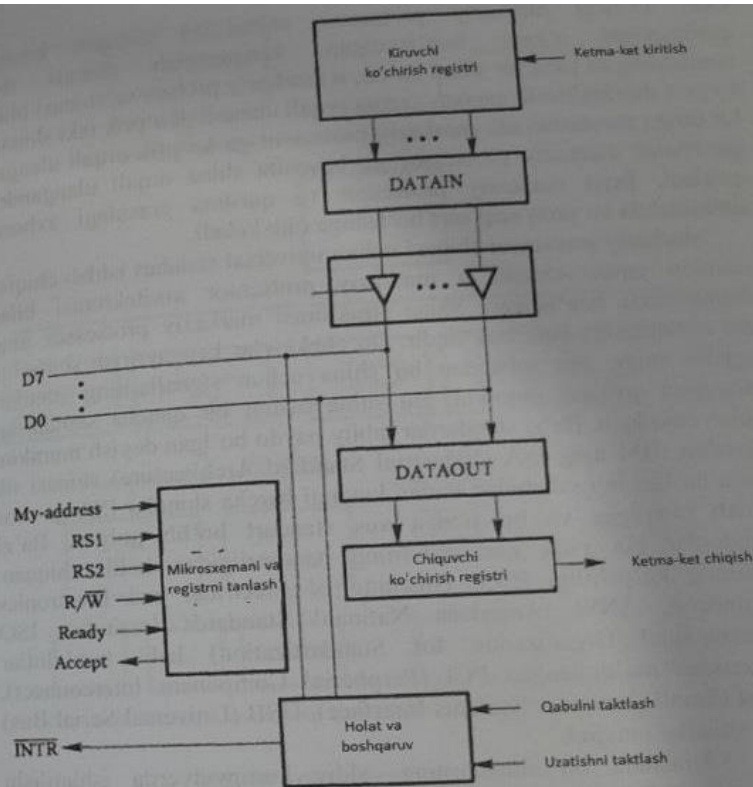 Kiruvchi
ko'chirish registri
Ketma-ket kiritish
DATAIN
D7
D0
DATAOUT
My-address
RS1
RS2
R/W̅
Ready
Accept
Mikrosxemani va
registrni tanlash
Chiquvchi
ko'chirish registri
Ketma-ket chiqish
Holat va
boshqaruv
Qabulni taktlash
Uzatishni taktlash
I̅N̅T̅R̅